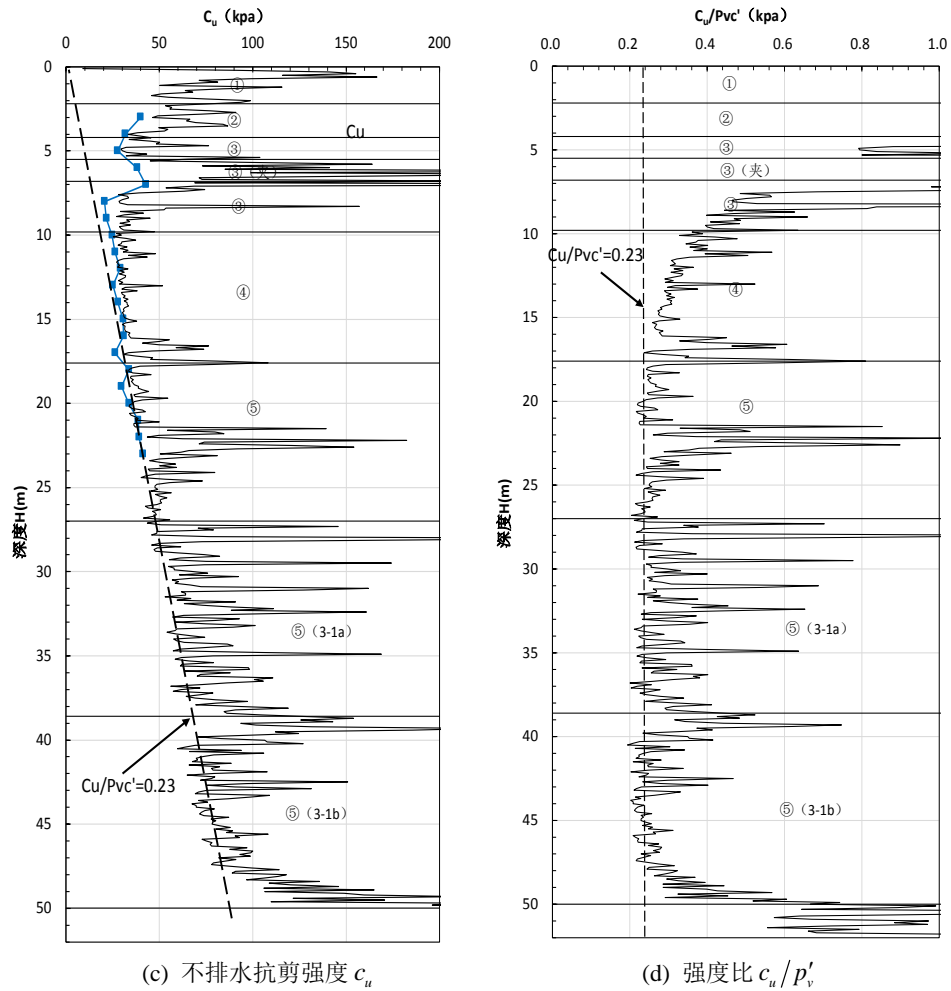 Cu（kpa）
0 50 100 150 200
0
5
10
15
20
25
30
35
40
45
50
深度H(m)
①
②
Cu
③
③（夹）
③
④
⑤
⑤（3-1a）
Cu/Pvc'=0.23
⑤（3-1b）
(c) 不排水抗剪强度 cu
Cu/Pvc'（kpa）
0.0 0.2 0.4 0.6 0.8 1.0
0
5
10
15
20
25
30
35
40
45
50
深度H(m)
①
②
③
③（夹）
③
Cu/Pvc'=0.23
④
⑤
⑤（3-1a）
⑤（3-1b）
(d) 强度比 cu/p′v